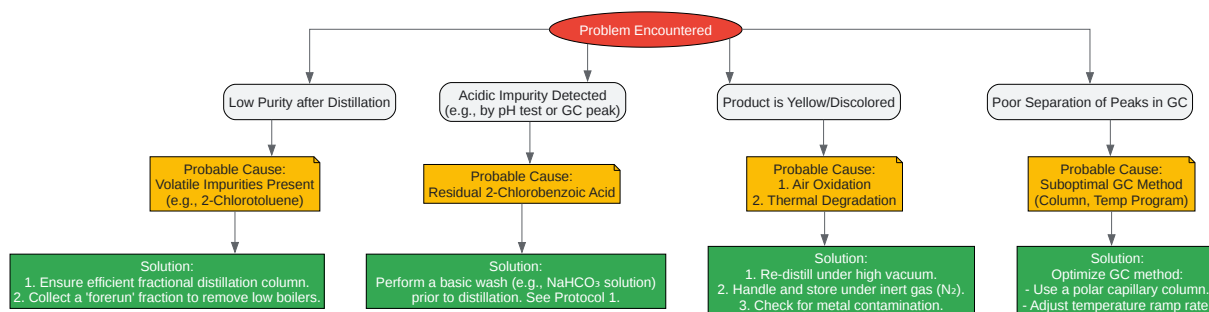 Problem Encountered
Low Purity after Distillation
Acidic Impurity Detected
(e.g., by pH test or GC peak)
Product is Yellow/Discolored
Poor Separation of Peaks in GC
Probable Cause:
Volatile Impurities Present
(e.g., 2-Chlorotoluene)
Probable Cause:
Residual 2-Chlorobenzoic Acid
Probable Cause:
1. Air Oxidation
2. Thermal Degradation
Probable Cause:
Suboptimal GC Method
(Column, Temp Program)
Solution:
1. Ensure efficient fractional distillation column.
2. Collect a 'forerun' fraction to remove low boilers.
Solution:
Perform a basic wash (e.g., NaHCO₃ solution)
prior to distillation. See Protocol 1.
Solution:
1. Re-distill under high vacuum.
2. Handle and store under inert gas (N₂).
3. Check for metal contamination.
Solution:
Optimize GC method:
- Use a polar capillary column.
- Adjust temperature ramp rate